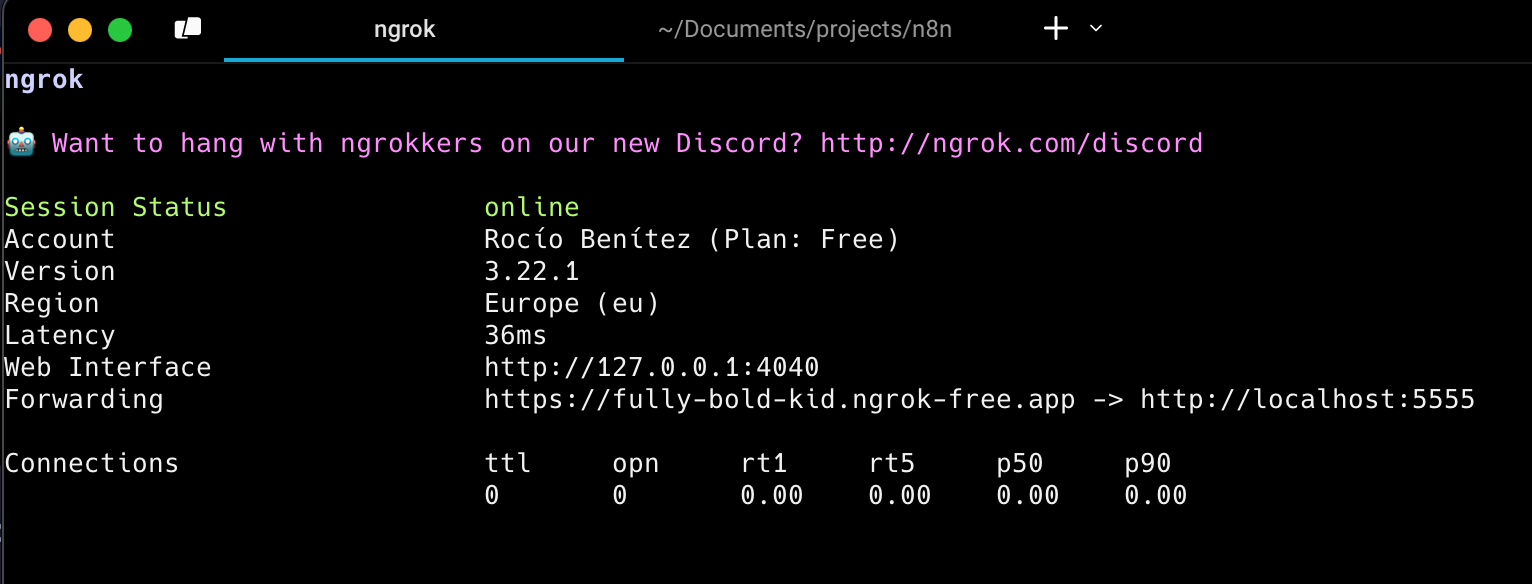 ngrok ~/Documents/projects/n8n
ngrok
Want to hang with ngrokkers on our new Discord? http://ngrok.com/discord
Session Status online
Account Rocío Benítez (Plan: Free)
Version 3.22.1
Region Europe (eu)
Latency 36ms
Web Interface http://127.0.0.1:4040
Forwarding https://fully-bold-kid.ngrok-free.app -> http://localhost:5555
Connections ttl opn rt1 rt5 p50 p90
0 0 0.00 0.00 0.00 0.00